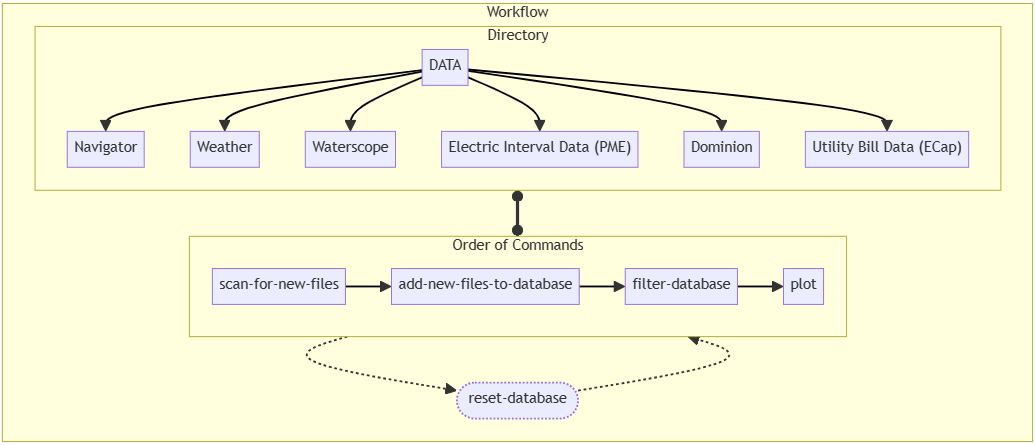 Workflow
Directory
DATA
Navigator
Weather
Waterscope
Electric Interval Data (PME)
Dominion
Utility Bill Data (ECap)
Order of Commands
scan-for-new-files
add-new-files-to-database
filter-database
plot
reset-database